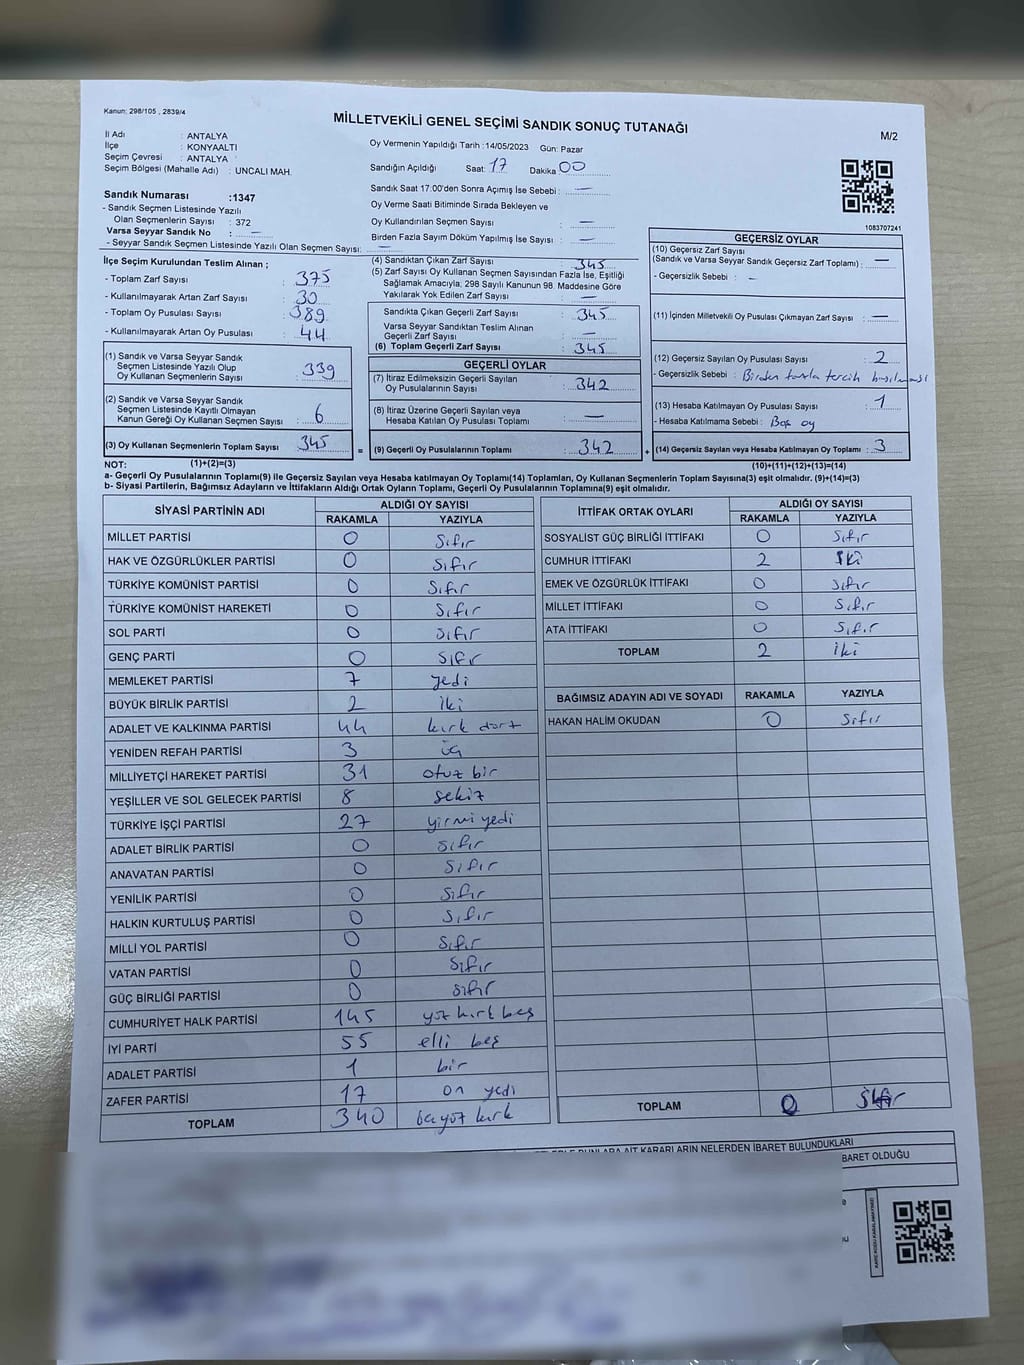 Kanun: 298/105 , 2839/4
MİLLETVEKİLİ GENEL SEÇİMİ SANDIK SONUÇ TUTANAĞI
M/2
İl Adı : ANTALYA
İlçe : KONYAALTI
Seçim Çevresi : ANTALYA
Seçim Bölgesi (Mahalle Adı) : UNCALI MAH.
Sandık Numarası : 1347
- Sandık Seçmen Listesinde Yazılı
Olan Seçmenlerin Sayısı : 372
Varsa Seyyar Sandık No : —
- Seyyar Sandık Seçmen Listesinde Yazılı Olan Seçmen Sayısı: —
Oy Vermenin Yapıldığı Tarih : 14/05/2023 Gün: Pazar
Sandığın Açıldığı Saat: 17 Dakika 00
Sandık Saat 17:00'den Sonra Açımış İse Sebebi : —
Oy Verme Saati Bitiminde Sırada Bekleyen ve
Oy Kullandırılan Seçmen Sayısı : —
Birden Fazla Sayım Döküm Yapılmış İse Sayısı : —
1083707241
İlçe Seçim Kurulundan Teslim Alınan ;
- Toplam Zarf Sayısı : 375
- Kullanılmayarak Artan Zarf Sayısı : 30
- Toplam Oy Pusulası Sayısı : 389
- Kullanılmayarak Artan Oy Pusulası : 44
(1) Sandık ve Varsa Seyyar Sandık
Seçmen Listesinde Yazılı Olup
Oy Kullanan Seçmenlerin Sayısı : 339
(2) Sandık ve Varsa Seyyar Sandık
Seçmen Listesinde Kayıtlı Olmayan
Kanun Gereği Oy Kullanan Seçmen Sayısı : 6
(3) Oy Kullanan Seçmenlerin Toplam Sayısı : 345
(4) Sandıktan Çıkan Zarf Sayısı : 345
(5) Zarf Sayısı Oy Kullanan Seçmen Sayısından Fazla İse, Eşitliği
Sağlamak Amacıyla; 298 Sayılı Kanunun 98. Maddesine Göre
Yakılarak Yok Edilen Zarf Sayısı : —
Sandıkta Çıkan Geçerli Zarf Sayısı : 345
Varsa Seyyar Sandıktan Teslim Alınan
Geçerli Zarf Sayısı : —
(6) Toplam Geçerli Zarf Sayısı : 345
GEÇERLİ OYLAR
(7) İtiraz Edilmeksizin Geçerli Sayılan
Oy Pusulalarının Sayısı : 342
(8) İtiraz Üzerine Geçerli Sayılan veya
Hesaba Katılan Oy Pusulası Toplamı : —
= (9) Geçerli Oy Pusulalarının Toplamı : 342
GEÇERSİZ OYLAR
(10) Geçersiz Zarf Sayısı
(Sandık ve Varsa Seyyar Sandık Geçersiz Zarf Toplamı) : —
- Geçersizlik Sebebi : -
(11) İçinden Milletvekili Oy Pusulası Çıkmayan Zarf Sayısı : —
(12) Geçersiz Sayılan Oy Pusulası Sayısı : 2
- Geçersizlik Sebebi : Birden fazla tercih basılması
(13) Hesaba Katılmayan Oy Pusulası Sayısı : 1
- Hesaba Katılmama Sebebi : Boş oy
+ (14) Geçersiz Sayılan veya Hesaba Katılmayan Oy Toplamı : 3
NOT: (1)+(2)=(3)
(10)+(11)+(12)+(13)=(14)
a- Geçerli Oy Pusulalarının Toplamı(9) ile Geçersiz Sayılan veya Hesaba Katılmayan Oy Toplamı(14) Toplamları, Oy Kullanan Seçmenlerin Toplam Sayısına(3) eşit olmalıdır. (9)+(14)=(3)
b- Siyasi Partilerin, Bağımsız Adayların ve İttifakların Aldığı Ortak Oyların Toplamı, Geçerli Oy Pusulalarının Toplamına(9) eşit olmalıdır.
SİYASİ PARTİNİN ADI ALDIĞI OY SAYISI
RAKAMLA YAZIYLA
MİLLET PARTİSİ 0 Sıfır
HAK VE ÖZGÜRLÜKLER PARTİSİ 0 Sıfır
TÜRKİYE KOMÜNİST PARTİSİ 0 Sıfır
TÜRKİYE KOMÜNİST HAREKETİ 0 Sıfır
SOL PARTİ 0 sıfır
GENÇ PARTİ 0 Sıfr
MEMLEKET PARTİSİ 7 yedi
BÜYÜK BİRLİK PARTİSİ 2 iki
ADALET VE KALKINMA PARTİSİ 44 kırk dört
YENİDEN REFAH PARTİSİ 3 üç
MİLLİYETÇİ HAREKET PARTİSİ 31 otuz bir
YEŞİLLER VE SOL GELECEK PARTİSİ 8 sekiz
TÜRKİYE İŞÇİ PARTİSİ 27 yirmi yedi
ADALET BİRLİK PARTİSİ 0 sıfır
ANAVATAN PARTİSİ 0 sıfır
YENİLİK PARTİSİ 0 sıfır
HALKIN KURTULUŞ PARTİSİ 0 sıfır
MİLLİ YOL PARTİSİ 0 sıfır
VATAN PARTİSİ 0 sıfır
GÜÇ BİRLİĞİ PARTİSİ 0 sıfır
CUMHURİYET HALK PARTİSİ 145 yüz kırk beş
İYİ PARTİ 55 elli beş
ADALET PARTİSİ 1 bir
ZAFER PARTİSİ 17 on yedi
TOPLAM 340 üçyüz kırk
İTTİFAK ORTAK OYLARI ALDIĞI OY SAYISI
RAKAMLA YAZIYLA
SOSYALIST GÜÇ BİRLİĞİ İTTİFAKI 0 Sıfır
CUMHUR İTTİFAKI 2 İki
EMEK VE ÖZGÜRLÜK İTTİFAKI 0 sıfır
MİLLET İTTİFAKI 0 Sıfır
ATA İTTİFAKI 0 Sıfır
TOPLAM 2 iki
BAĞIMSIZ ADAYIN ADI VE SOYADI RAKAMLA YAZIYLA
HAKAN HALİM OKUDAN 0 Sıfır
TOPLAM 0 Sıfır
KARARLARIN NELERDEN İBARET BULUNDUKLARI
BARET OLDUĞU